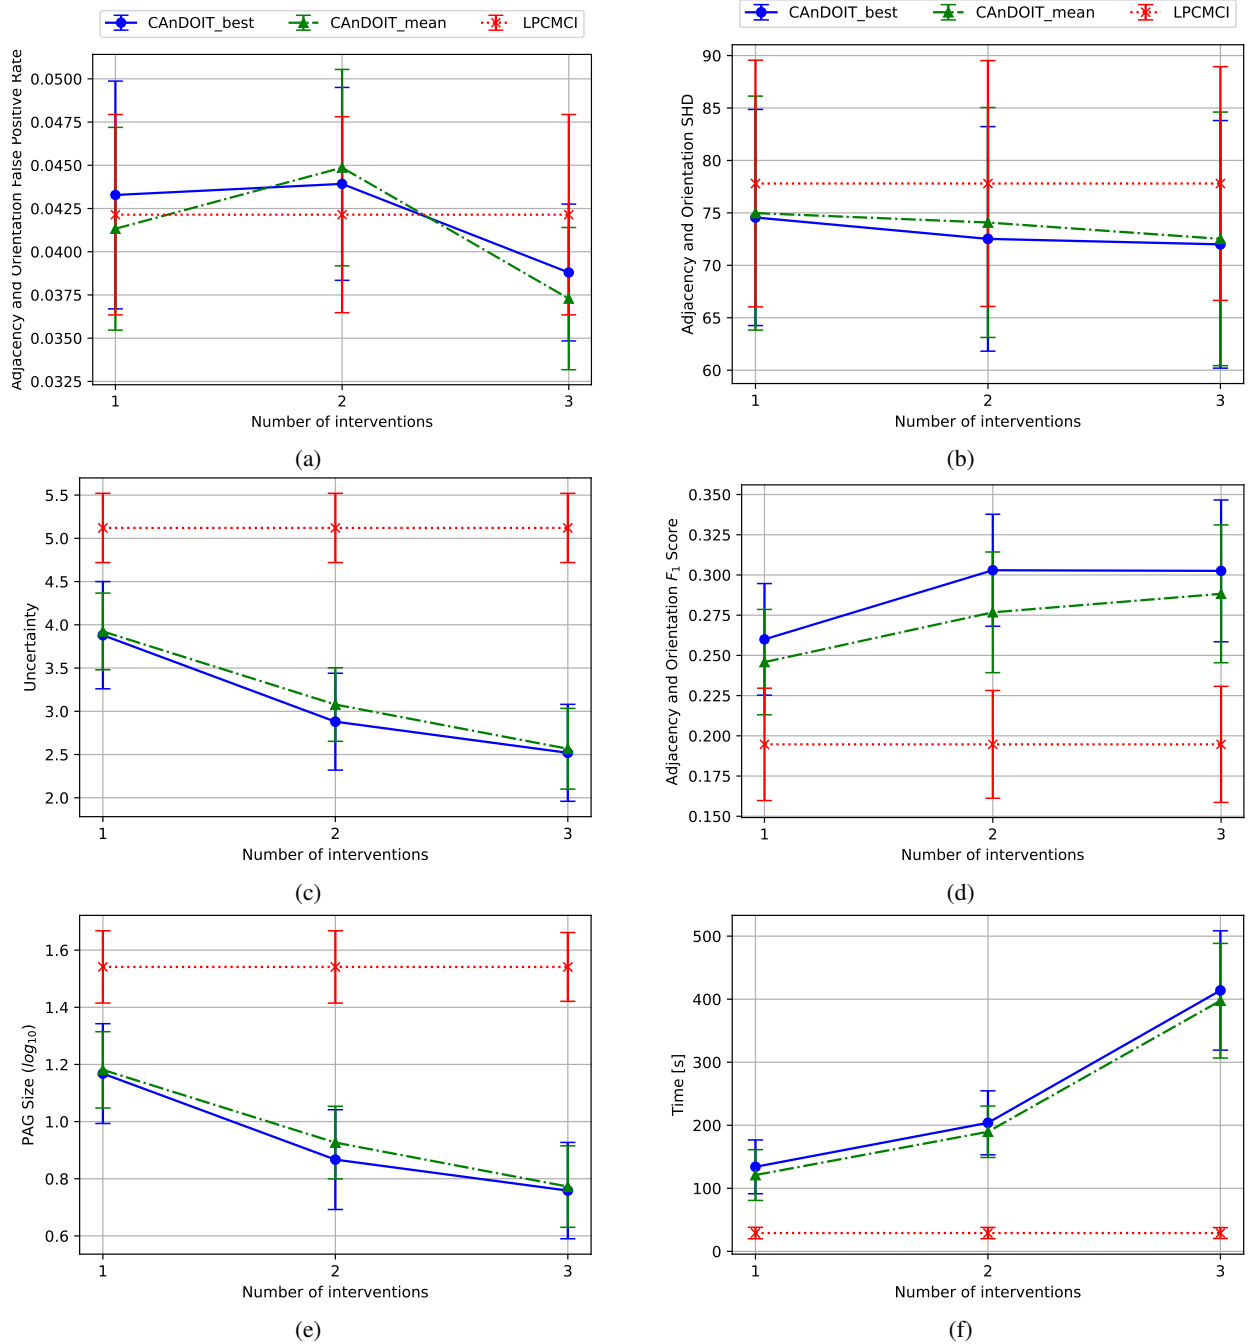 CAnDOIT_best CAnDOIT_mean LPCMCI
Adjacency and Orientation False Positive Rate
0.0500
0.0475
0.0450
0.0425
0.0400
0.0375
0.0350
0.0325
1 2 3
Number of interventions
(a)
CAnDOIT_best CAnDOIT_mean LPCMCI
Adjacency and Orientation SHD
90
85
80
75
70
65
60
1 2 3
Number of interventions
(b)
Uncertainty
5.5
5.0
4.5
4.0
3.5
3.0
2.5
2.0
1 2 3
Number of interventions
(c)
Adjacency and Orientation F₁ Score
0.350
0.325
0.300
0.275
0.250
0.225
0.200
0.175
0.150
1 2 3
Number of interventions
(d)
PAG Size (log₁₀)
1.6
1.4
1.2
1.0
0.8
0.6
1 2 3
Number of interventions
(e)
Time [s]
500
400
300
200
100
0
1 2 3
Number of interventions
(f)